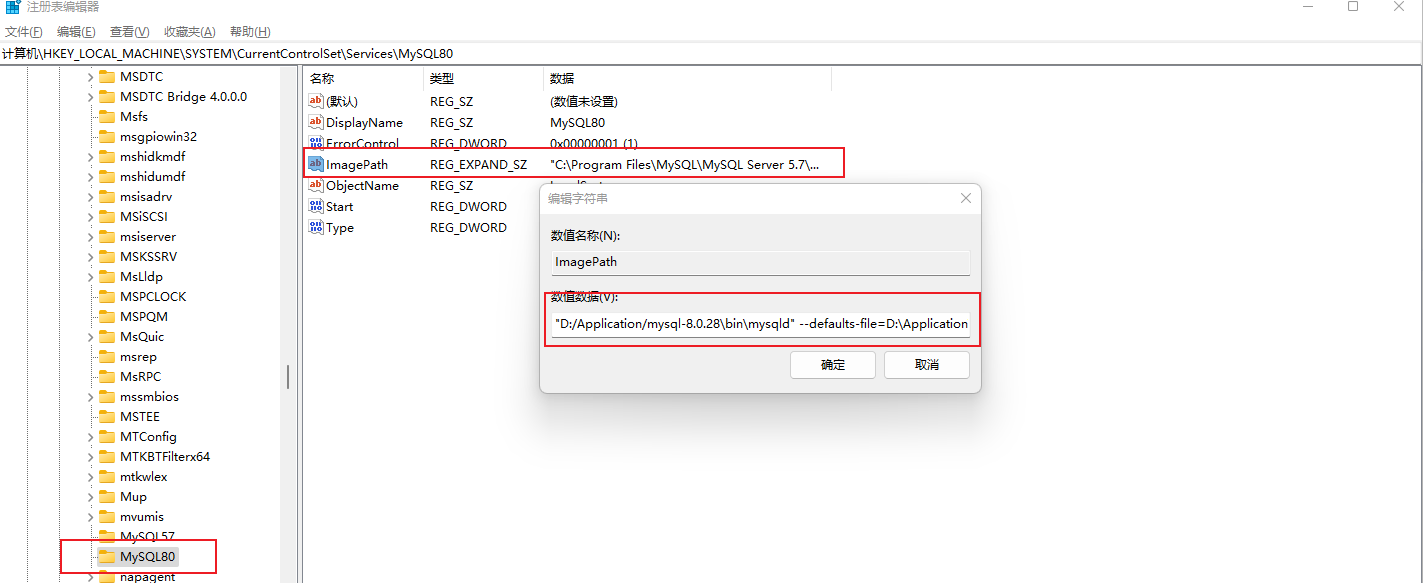 注册表编辑器
文件(F) 编辑(E) 查看(V) 收藏夹(A) 帮助(H)
计算机\HKEY_LOCAL_MACHINE\SYSTEM\CurrentControlSet\Services\MySQL80
MSDTC
MSDTC Bridge 4.0.0.0
Msfs
msgpiowin32
mshidkmdf
mshidumdf
msisadrv
MSiSCSI
msiserver
MSKSSRV
MsLldp
MSPCLOCK
MSPQM
MsQuic
msrep
MsRPC
mssmbios
MSTEE
MTConfig
MTKBTFilterx64
mtkwlex
Mup
mvumis
MySQL57
MySQL80
napagent
名称 类型 数据
ab (默认) REG_SZ (数值未设置)
ab DisplayName REG_SZ MySQL80
ErrorControl REG_DWORD 0x00000001 (1)
ab ImagePath REG_EXPAND_SZ "C:\Program Files\MySQL\MySQL Server 5.7\...
ab ObjectName REG_SZ
Start REG_DWORD
Type REG_DWORD
编辑字符串
数值名称(N):
ImagePath
数值数据(V):
"D:/Application/mysql-8.0.28\bin\mysqld" --defaults-file=D:\Application
确定 取消